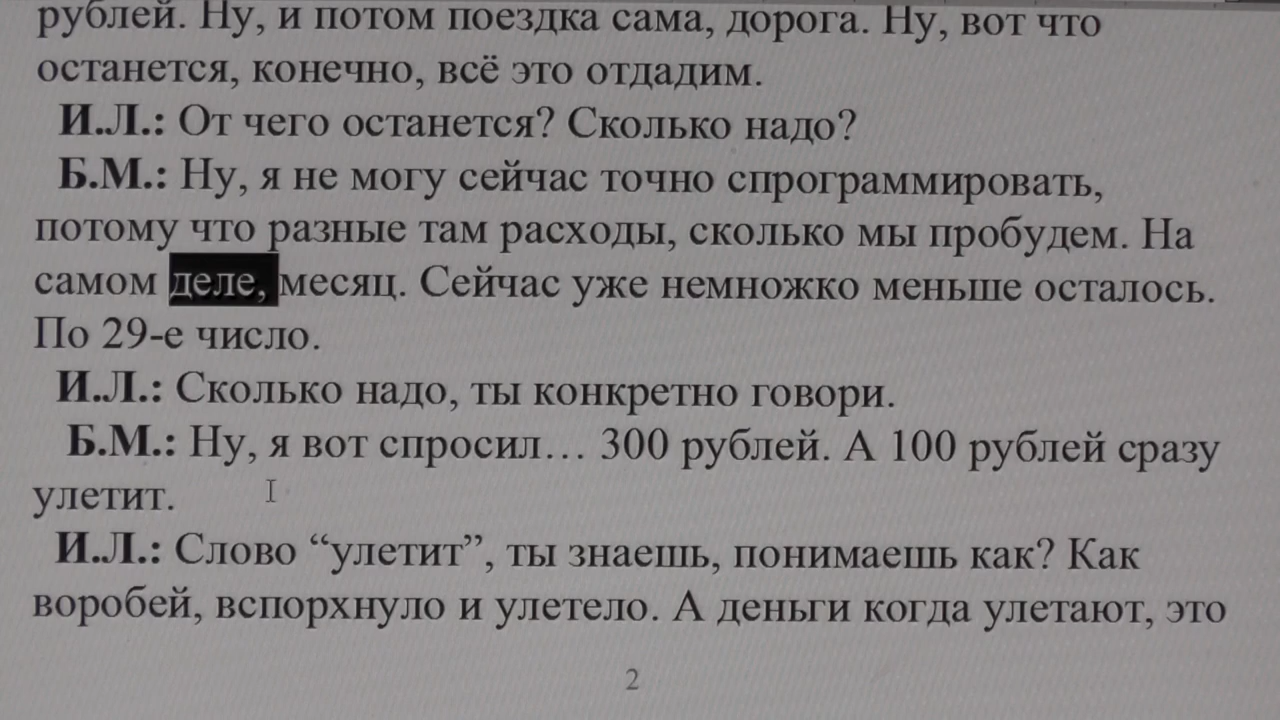 рублей. Ну, и потом поездка сама, дорога. Ну, вот что
останется, конечно, всё это отдадим.
И.Л.: От чего останется? Сколько надо?
Б.М.: Ну, я не могу сейчас точно спрограммировать,
потому что разные там расходы, сколько мы пробудем. На
самом деле, месяц. Сейчас уже немножко меньше осталось.
По 29-е число.
И.Л.: Сколько надо, ты конкретно говори.
Б.М.: Ну, я вот спросил… 300 рублей. А 100 рублей сразу
улетит.
И.Л.: Слово “улетит”, ты знаешь, понимаешь как? Как
воробей, вспорхнуло и улетело. А деньги когда улетают, это
2